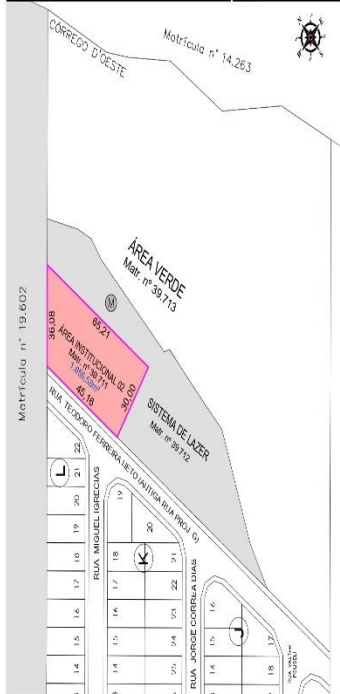 CÓRREGO D'OESTE
Matrícula nº 14.263
Matrícula nº 19.602
ÁREA VERDE
Matr. nº 39.713
M
65,21
36,08
ÁREA INSTITUCIONAL 02
Matr. nº 39.711
45,16
30,00
SISTEMA DE LAZER
Matr. nº 39.712
RUA TEODORO FERREIRA NETO (ANTIGA RUA PROJ. G)
L
22
21
20
19
18
17
16
15
14
RUA MIGUEL IGRECIAS
19
20
K
18
17
16
15
14
21
22
23
24
25
RUA JORGE CORREA DIAS
J
16
15
14
17
18